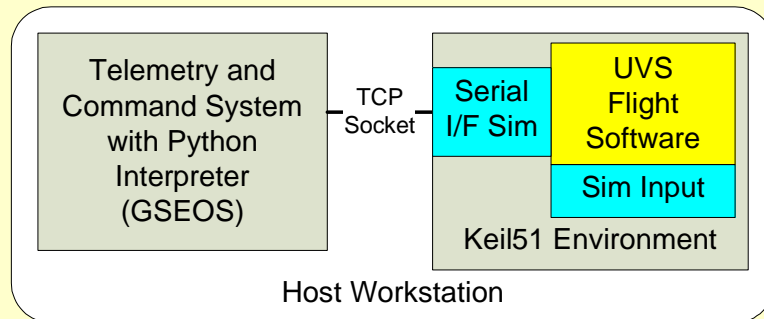 Telemetry and
Command System
with Python
Interpreter
(GSEOS)
TCP
Socket
Serial
I/F Sim
UVS
Flight
Software
Sim Input
Keil51 Environment
Host Workstation